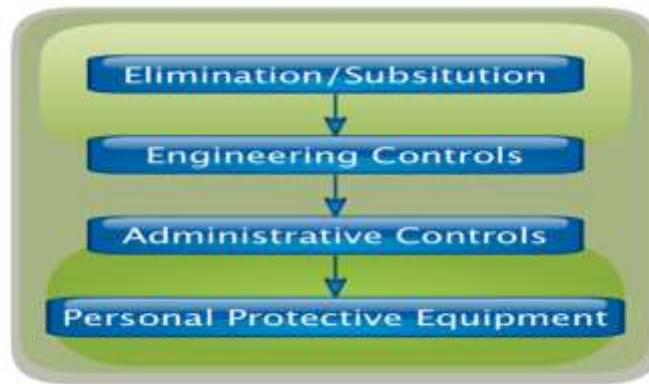 Elimination/Subsitution
Engineering Controls
Administrative Controls
Personal Protective Equipment